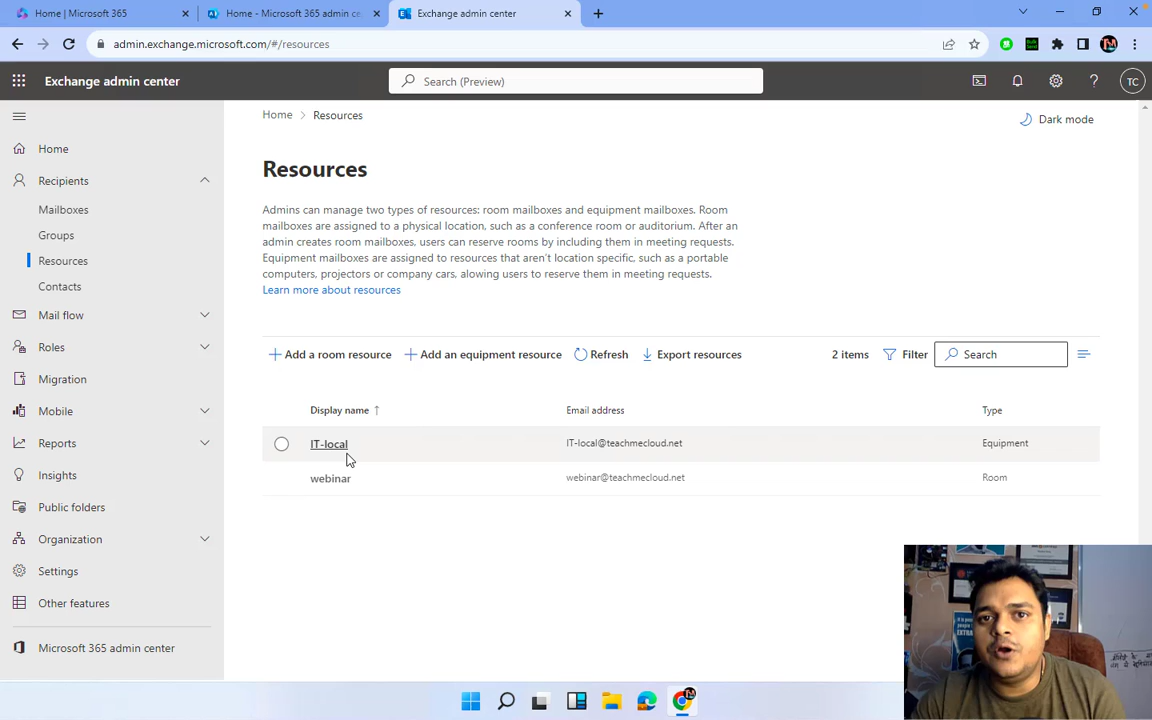 Home | Microsoft 365
Home - Microsoft 365 admin ce
Exchange admin center
admin.exchange.microsoft.com/#/resources
Exchange admin center
Search (Preview)
TC
Home
Resources
Dark mode
Home
Recipients
Mailboxes
Groups
Resources
Contacts
Mail flow
Roles
Migration
Mobile
Reports
Insights
Public folders
Organization
Settings
Other features
Microsoft 365 admin center
Resources
Admins can manage two types of resources: room mailboxes and equipment mailboxes. Room
mailboxes are assigned to a physical location, such as a conference room or auditorium. After an
admin creates room mailboxes, users can reserve rooms by including them in meeting requests.
Equipment mailboxes are assigned to resources that aren't location specific, such as a portable
computers, projectors or company cars, alowing users to reserve them in meeting requests.
Learn more about resources
Add a room resource
Add an equipment resource
Refresh
Export resources
2 items
Filter
Search
Display name
Email address
Type
IT-local
IT-local@teachmecloud.net
Equipment
webinar
webinar@teachmecloud.net
Room
EXTRA